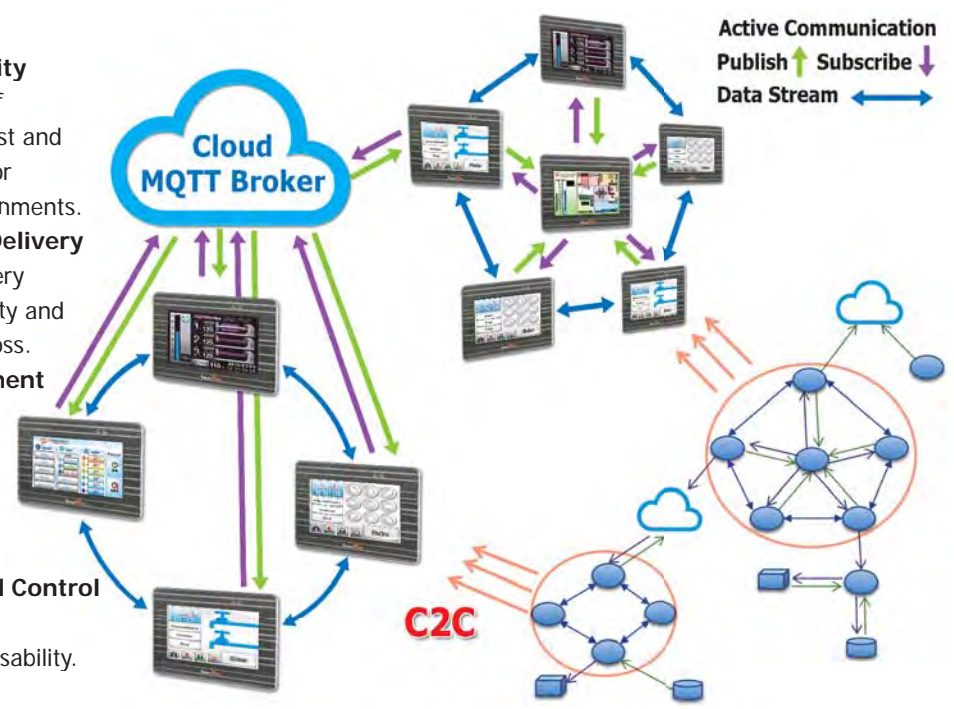 ity
f
st and
or
nments.
Delivery
ery
ty and
oss.
ment
l Control
sability.
Cloud
MQTT Broker
Active Communication
Publish Subscribe
Data Stream
C2C